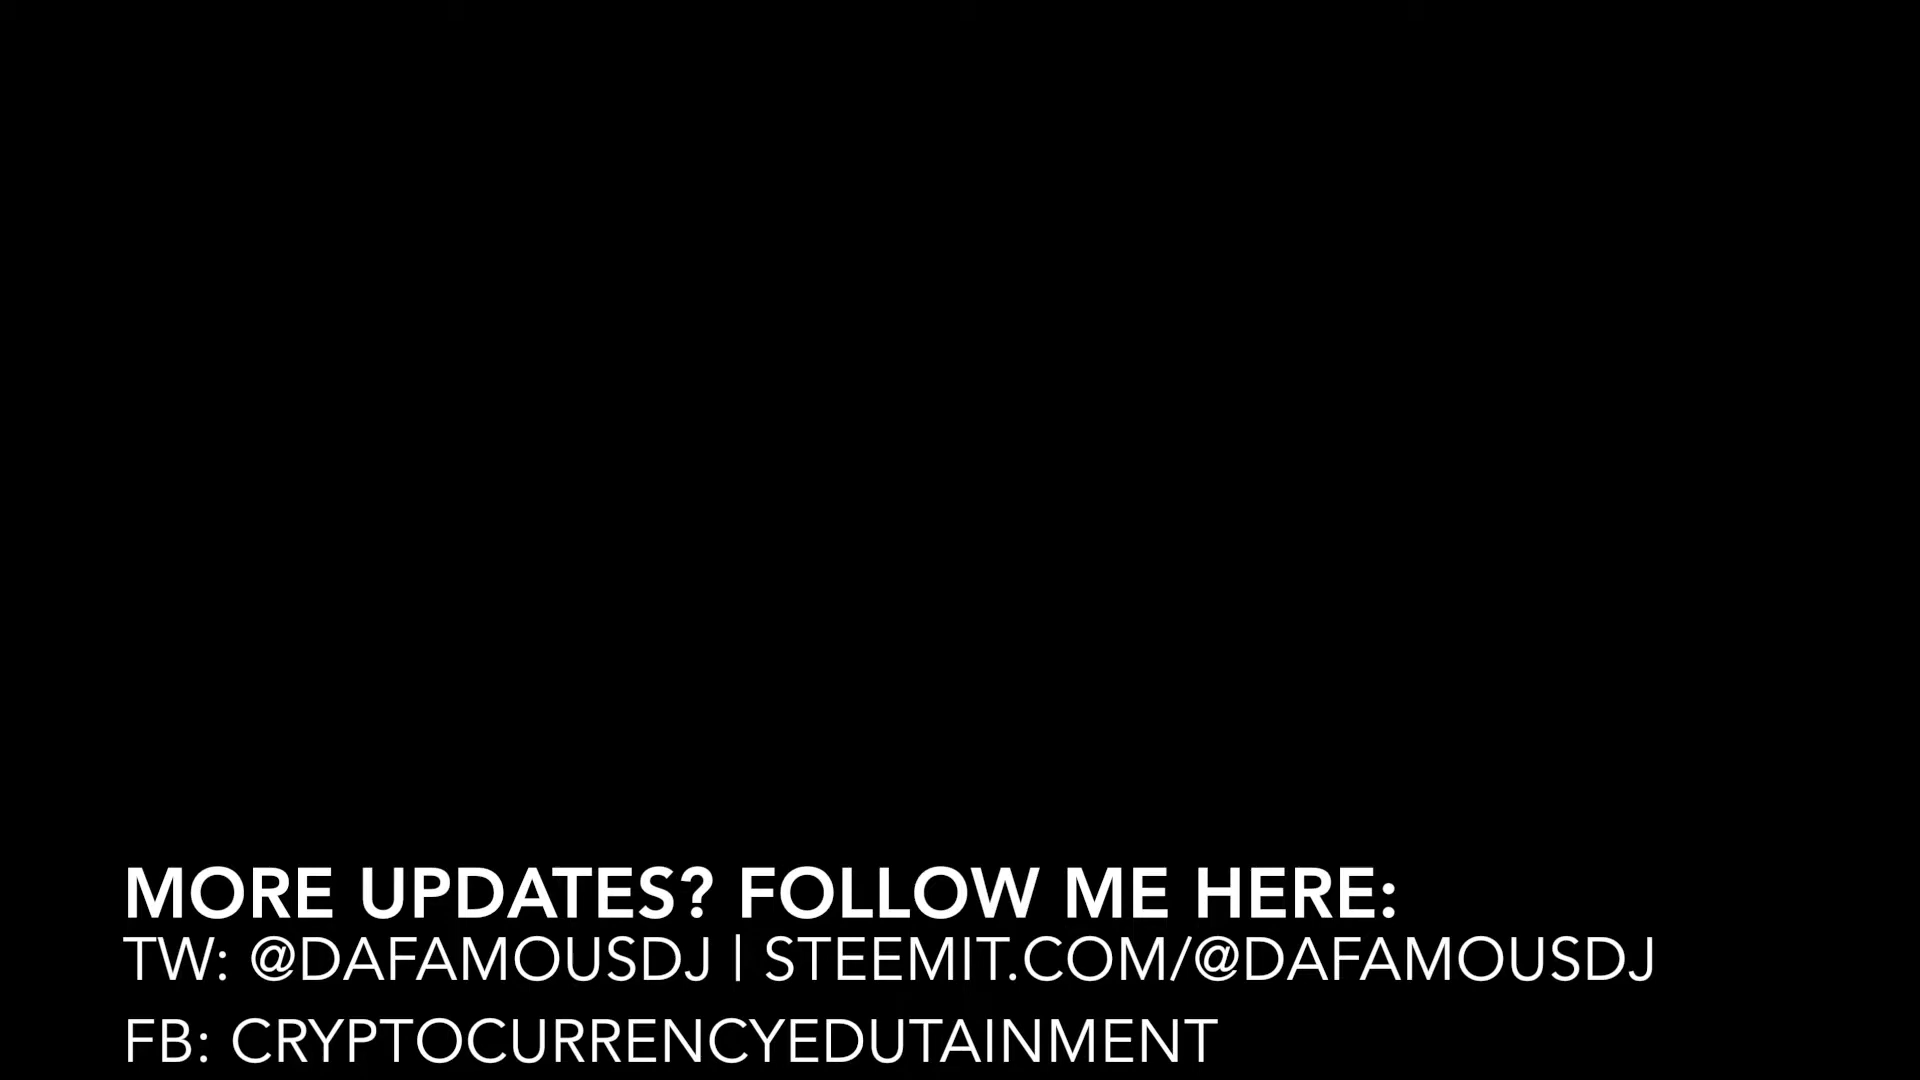 MORE UPDATES? FOLLOW ME HERE:
TW: @DAFAMOUSDJ | STEEMIT.COM/@DAFAMOUSDJ
FB: CRYPTOCURRENCYEDUTAINMENT